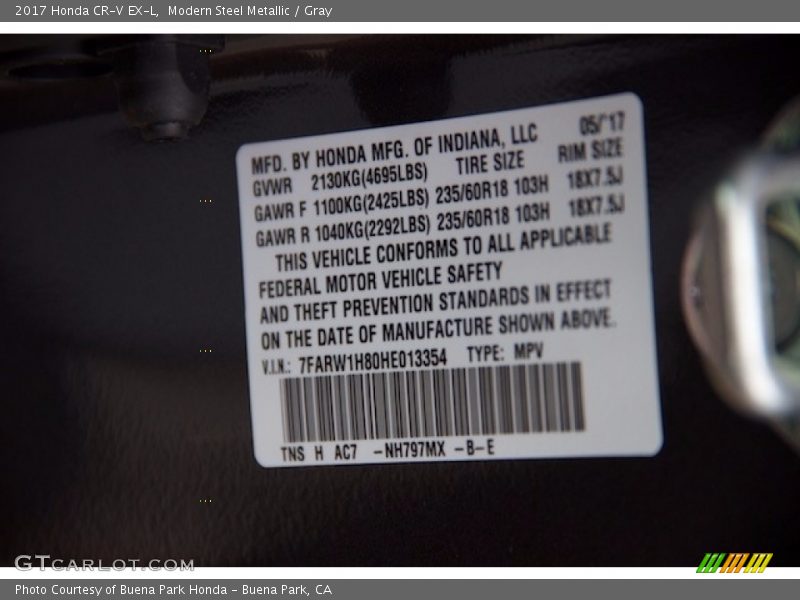 2017 Honda CR-V EX-L, Modern Steel Metallic / Gray
MFD. BY HONDA MFG. OF INDIANA, LLC 05/'17
GVWR 2130KG(4695LBS) TIRE SIZE RIM SIZE
GAWR F 1100KG(2425LBS) 235/60R18 103H 18X7.5J
GAWR R 1040KG(2292LBS) 235/60R18 103H 18X7.5J
THIS VEHICLE CONFORMS TO ALL APPLICABLE
FEDERAL MOTOR VEHICLE SAFETY
AND THEFT PREVENTION STANDARDS IN EFFECT
ON THE DATE OF MANUFACTURE SHOWN ABOVE.
V.I.N.: 7FARW1H80HE013354 TYPE: MPV
TNS H AC7 -NH797MX -B-E
GTCARLOT.COM
Photo Courtesy of Buena Park Honda - Buena Park, CA